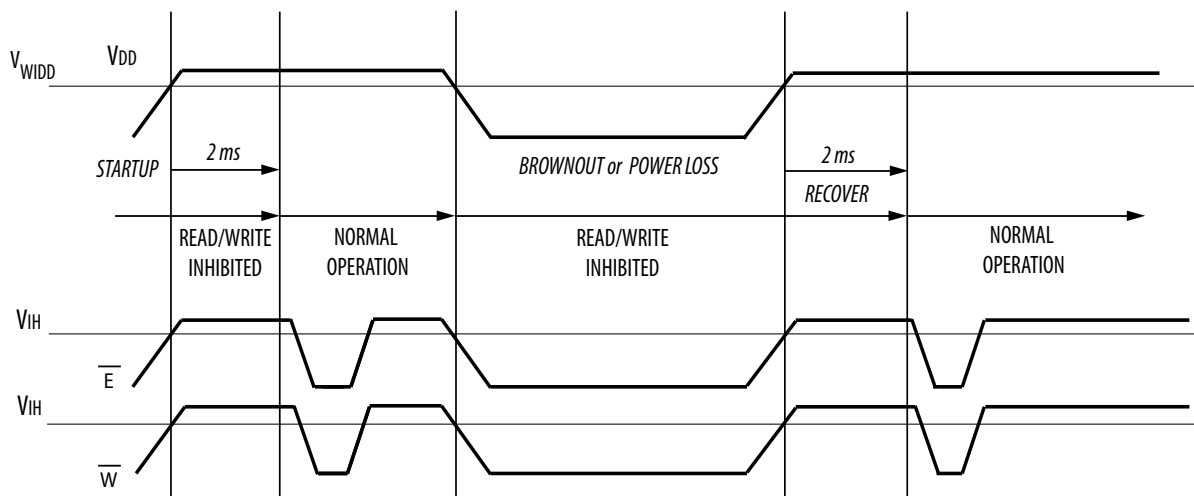 VWIDD
VDD
STARTUP
2 ms
BROWNOUT or POWER LOSS
2 ms
RECOVER
READ/WRITE
INHIBITED
NORMAL
OPERATION
READ/WRITE
INHIBITED
NORMAL
OPERATION
VIH
E
VIH
W